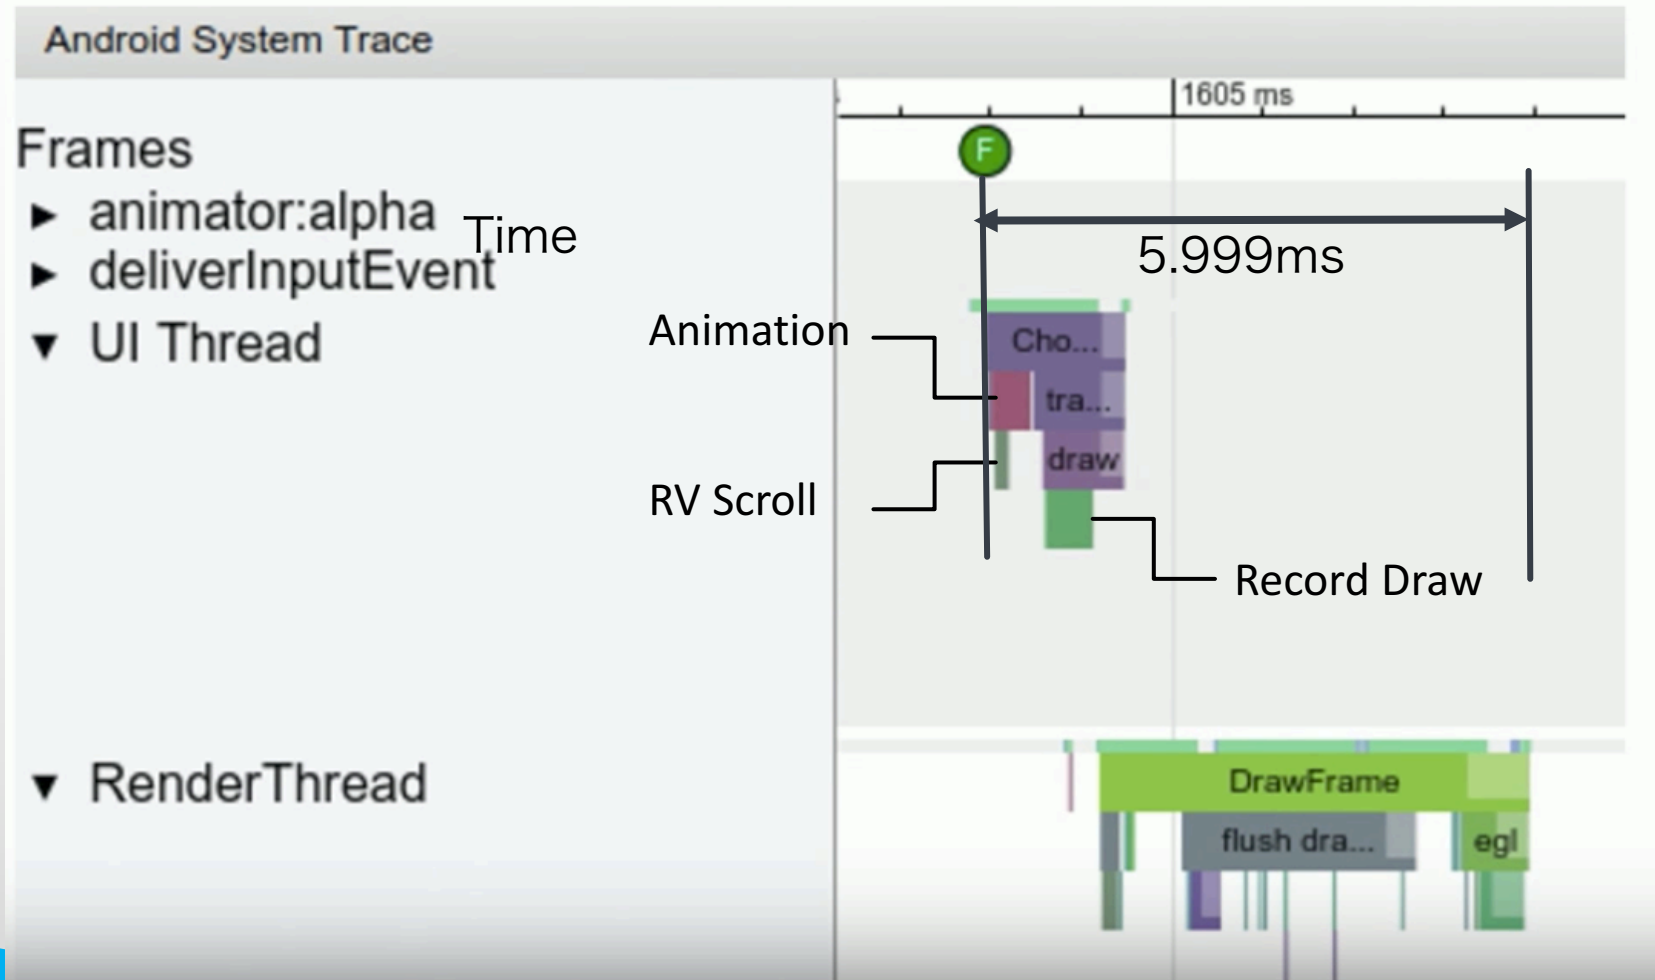 Android System Trace
1605 ms
Frames
F
animator:alpha
Time
5.999ms
deliverInputEvent
UI Thread
Animation
Cho...
tra...
draw
RV Scroll
Record Draw
RenderThread
DrawFrame
flush dra...
egl